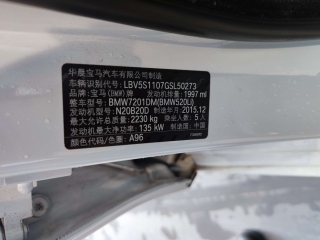 华晨宝马汽车有限公司制造
车辆识别代号: LBV5S1107GSL50273
品牌: 宝马(BMW)牌 发动机排量: 1997 ml
整车型号: BMW7201DM(BMW520Li)
发动机型号: N20B20D 制造年月: 2015.12
最大允许总质量: 2230 kg 乘坐人数: 5 人
发动机最大净功率: 135 kW 制造国: 中国
颜色代码/色蔷: A96